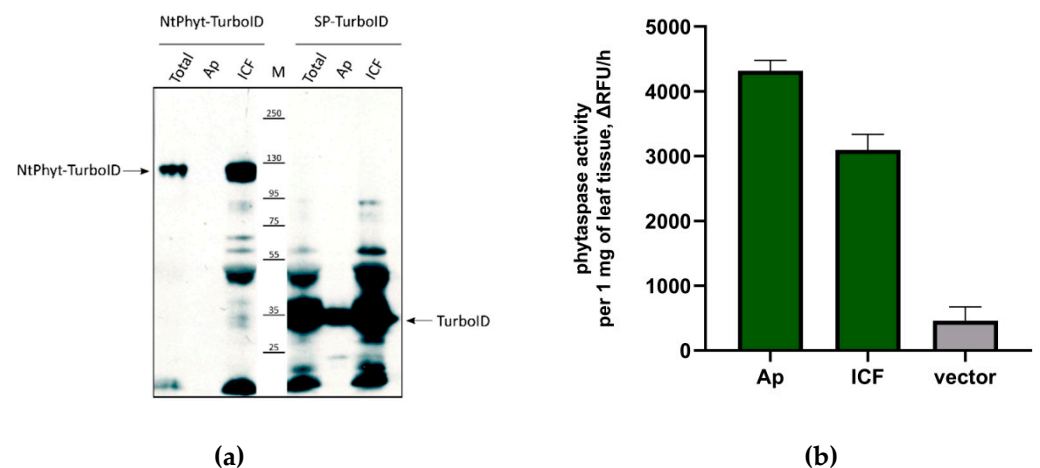 NtPhyt-TurboID SP-TurboID
Total Ap ICF M Total Ap ICF
250
NtPhyt-TurboID 130
95
75
55
35
TurboID
25
(a)
phytaspase activity
per 1 mg of leaf tissue, ΔRFU/h
5000
4000
3000
2000
1000
0
Ap ICF vector
(b)